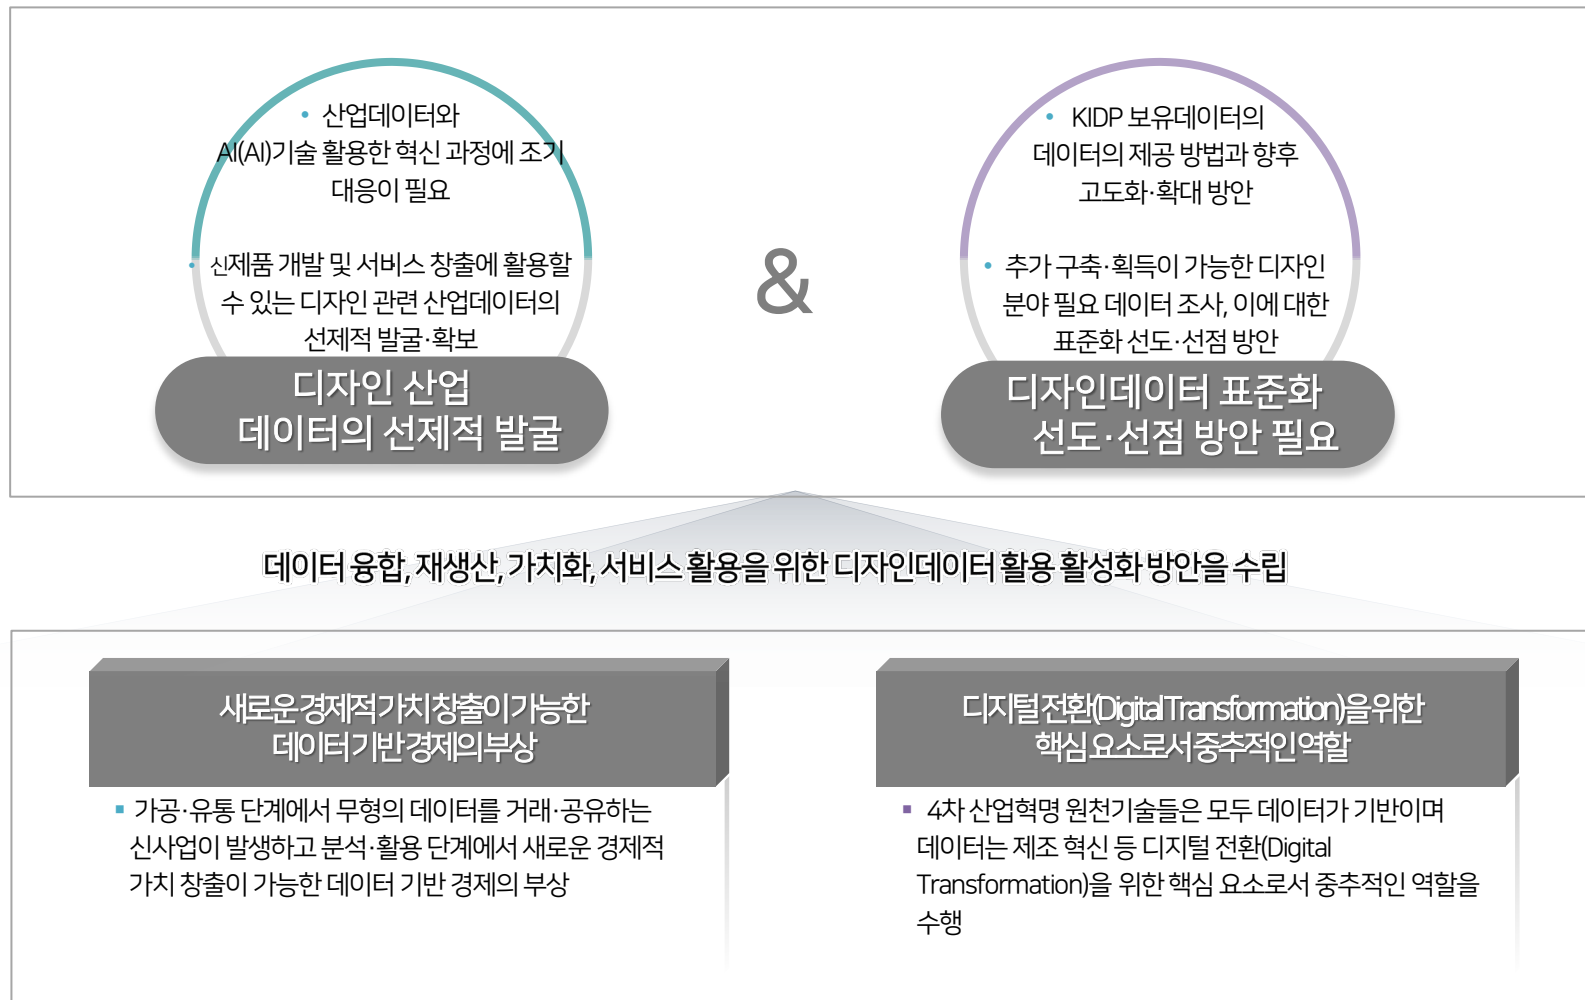 • 산업데이터와
AI(AI)기술 활용한 혁신 과정에 조기
대응이 필요
• 신제품 개발 및 서비스 창출에 활용할
수 있는 디자인 관련 산업데이터의
선제적 발굴·확보
디자인 산업
데이터의 선제적 발굴
&
• KIDP 보유데이터의
데이터의 제공 방법과 향후
고도화·확대 방안
• 추가 구축·획득이 가능한 디자인
분야 필요 데이터 조사, 이에 대한
표준화 선도·선점 방안
디자인데이터 표준화
선도·선점 방안 필요
데이터 융합, 재생산, 가치화, 서비스 활용을 위한 디자인데이터 활용 활성화 방안을 수립
새로운 경제적 가치 창출이 가능한
데이터 기반 경제의 부상
▪ 가공·유통 단계에서 무형의 데이터를 거래·공유하는
신사업이 발생하고 분석·활용 단계에서 새로운 경제적
가치 창출이 가능한 데이터 기반 경제의 부상
디지털 전환(Digital Transformation)을 위한
핵심 요소로서 중추적인 역할
▪ 4차 산업혁명 원천기술들은 모두 데이터가 기반이며
데이터는 제조 혁신 등 디지털 전환(Digital
Transformation)을 위한 핵심 요소로서 중추적인 역할을
수행